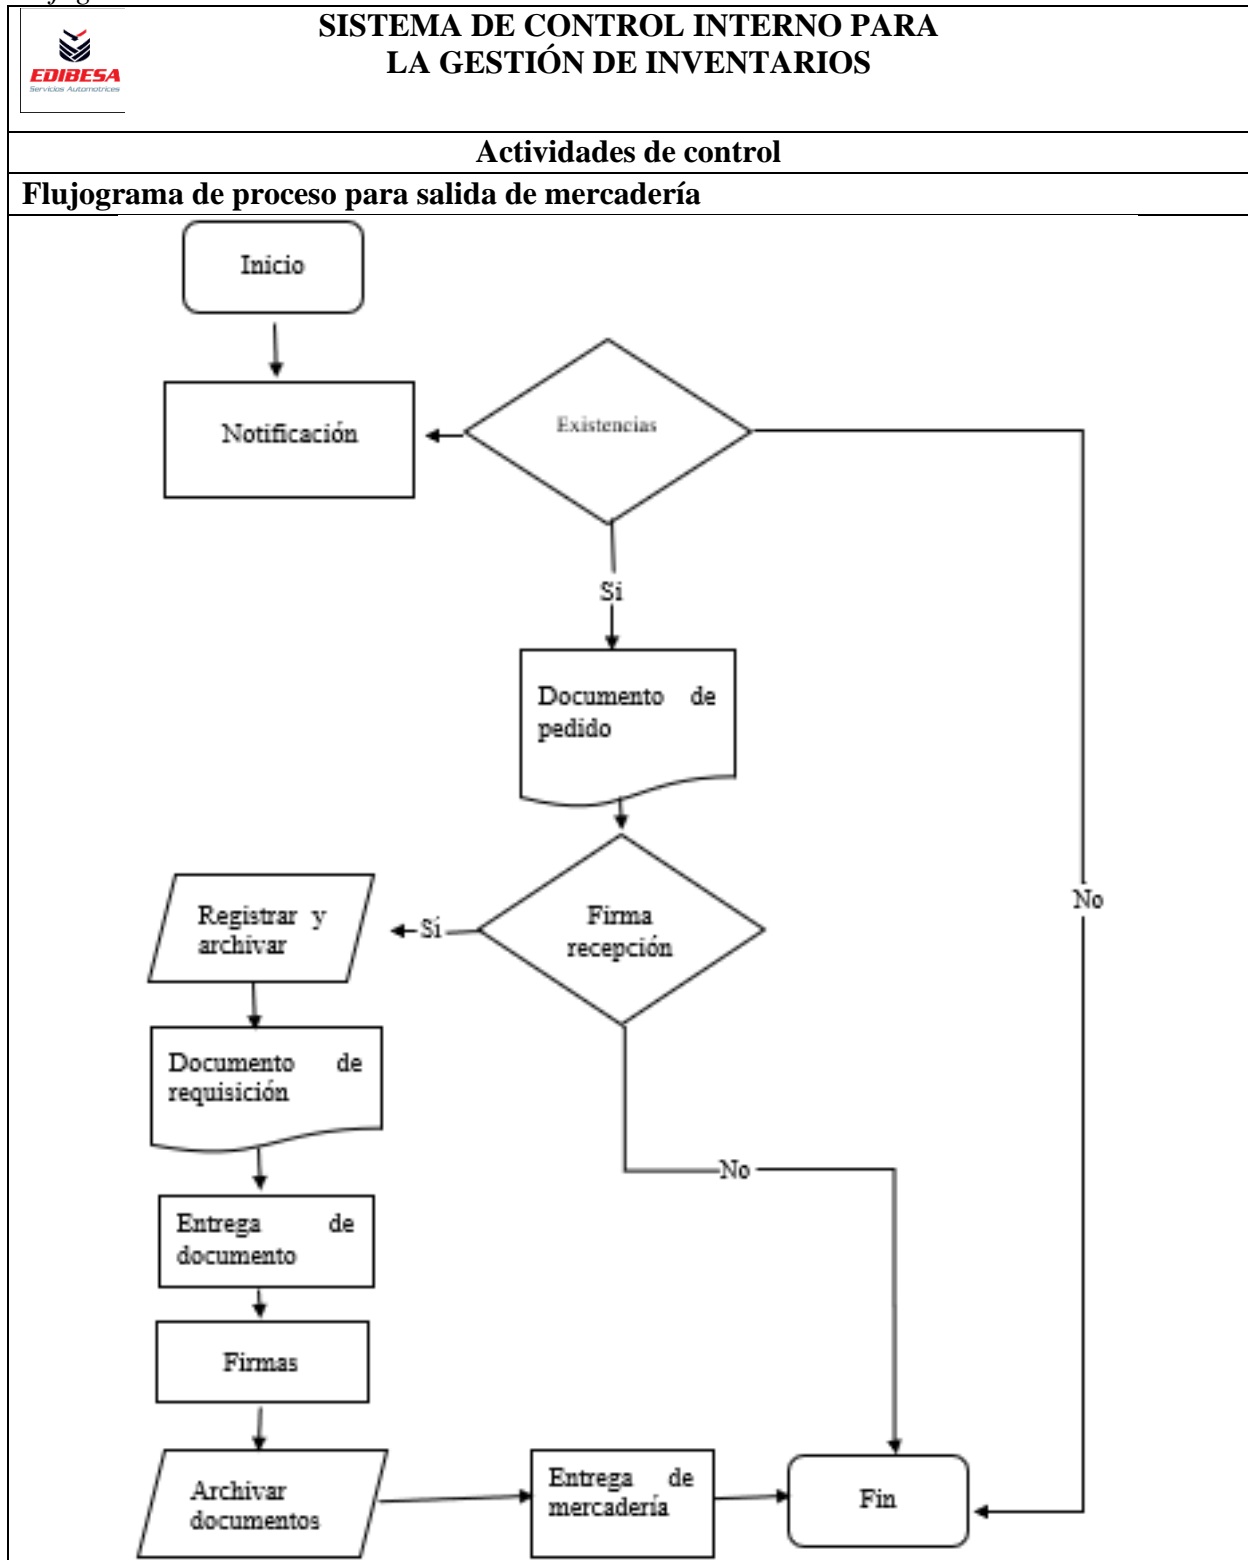 SISTEMA DE CONTROL INTERNO PARA
LA GESTIÓN DE INVENTARIOS
EDIBESA
Servicios Automotrices
Actividades de control
Flujograma de proceso para salida de mercadería
Inicio
Notificación
Existencias
Si
Documento de
pedido
Firma
recepción
Sí
No
Registrar y
archivar
Documento de
requisición
No
Entrega de
documento
Firmas
Archivar
documentos
Entrega de
mercadería
Fin